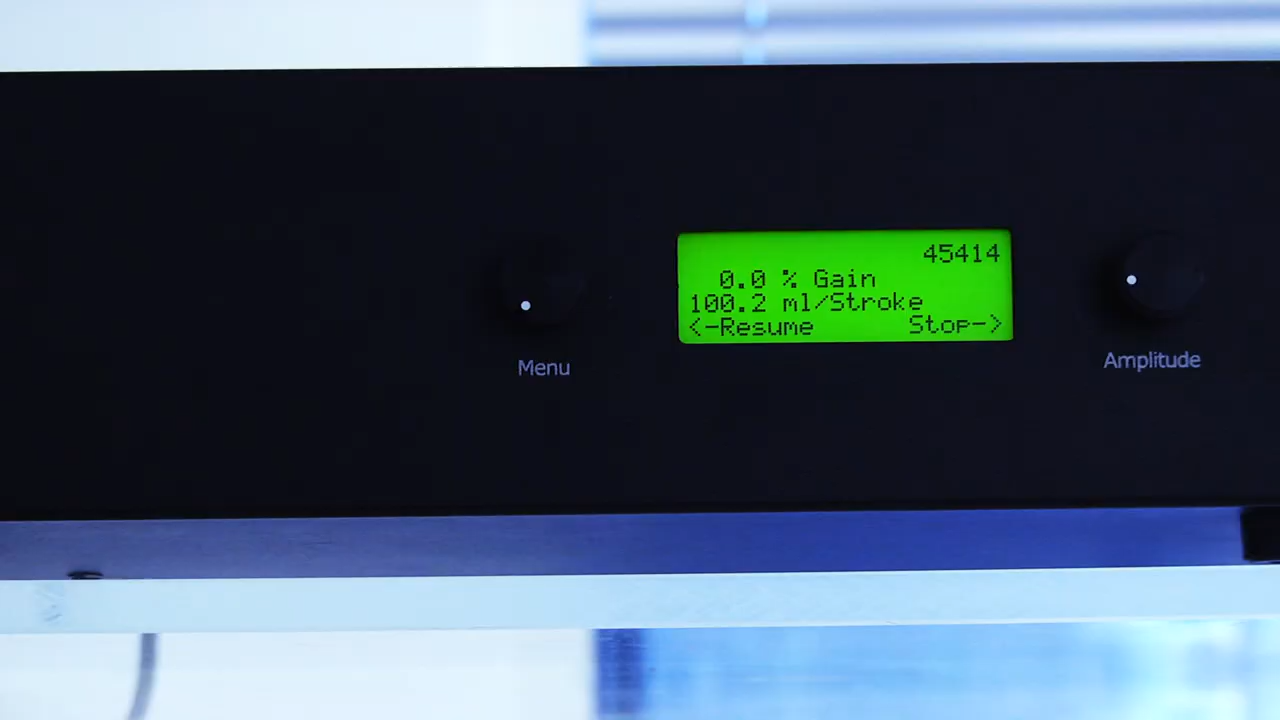 45414
0.0 % Gain
100.2 ml/Stroke
<-Resume Stop->
Menu
Amplitude